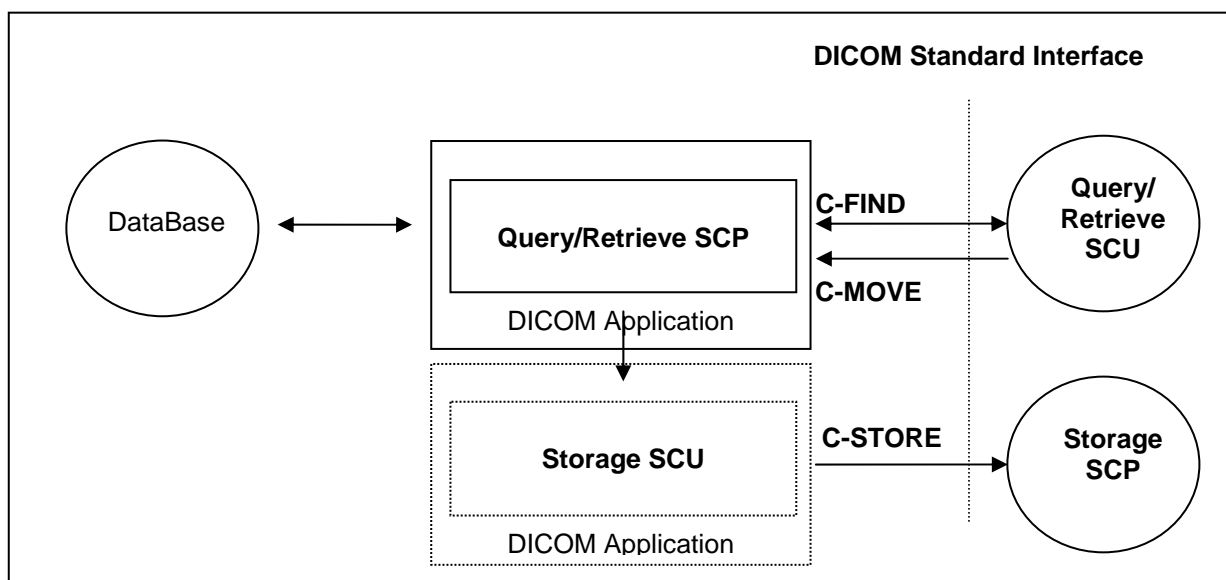 DICOM Standard Interface
DataBase
Query/Retrieve SCP
DICOM Application
C-FIND
C-MOVE
Query/
Retrieve
SCU
Storage SCU
DICOM Application
C-STORE
Storage
SCP